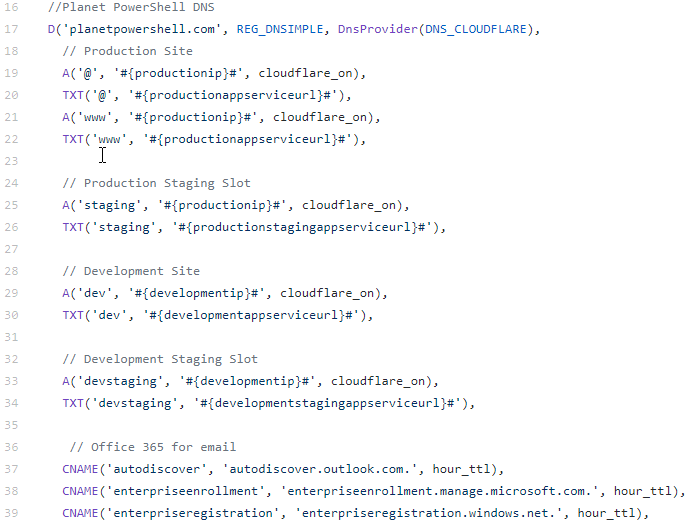 16 //Planet PowerShell DNS
17 D('planetpowershell.com', REG_DNSIMPLE, DnsProvider(DNS_CLOUDFLARE),
18 // Production Site
19 A('@', '#{productionip}#', cloudflare_on),
20 TXT('@', '#{productionappserviceurl}#'),
21 A('www', '#{productionip}#', cloudflare_on),
22 TXT('www', '#{productionappserviceurl}#'),
23
24 // Production Staging Slot
25 A('staging', '#{productionip}#', cloudflare_on),
26 TXT('staging', '#{productionstagingappserviceurl}#'),
27
28 // Development Site
29 A('dev', '#{developmentip}#', cloudflare_on),
30 TXT('dev', '#{developmentappserviceurl}#'),
31
32 // Development Staging Slot
33 A('devstaging', '#{developmentip}#', cloudflare_on),
34 TXT('devstaging', '#{developmentstagingappserviceurl}#'),
35
36 // Office 365 for email
37 CNAME('autodiscover', 'autodiscover.outlook.com.', hour_ttl),
38 CNAME('enterpriseenrollment', 'enterpriseenrollment.manage.microsoft.com.', hour_ttl),
39 CNAME('enterpriseregistration', 'enterpriseregistration.windows.net.', hour_ttl),